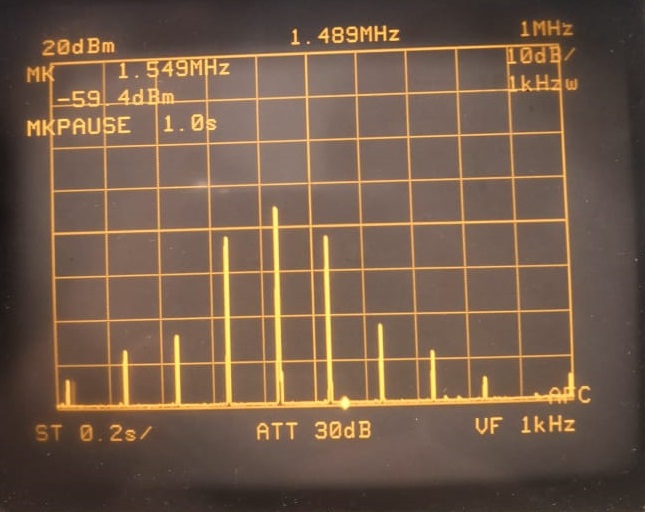 20dBm 1.489MHz 1MHz
MK 1.549MHz 10dB/
-59.4dBm 1kHzw
MKPAUSE 1.0s
AFC
ST 0.2s/ ATT 30dB VF 1kHz